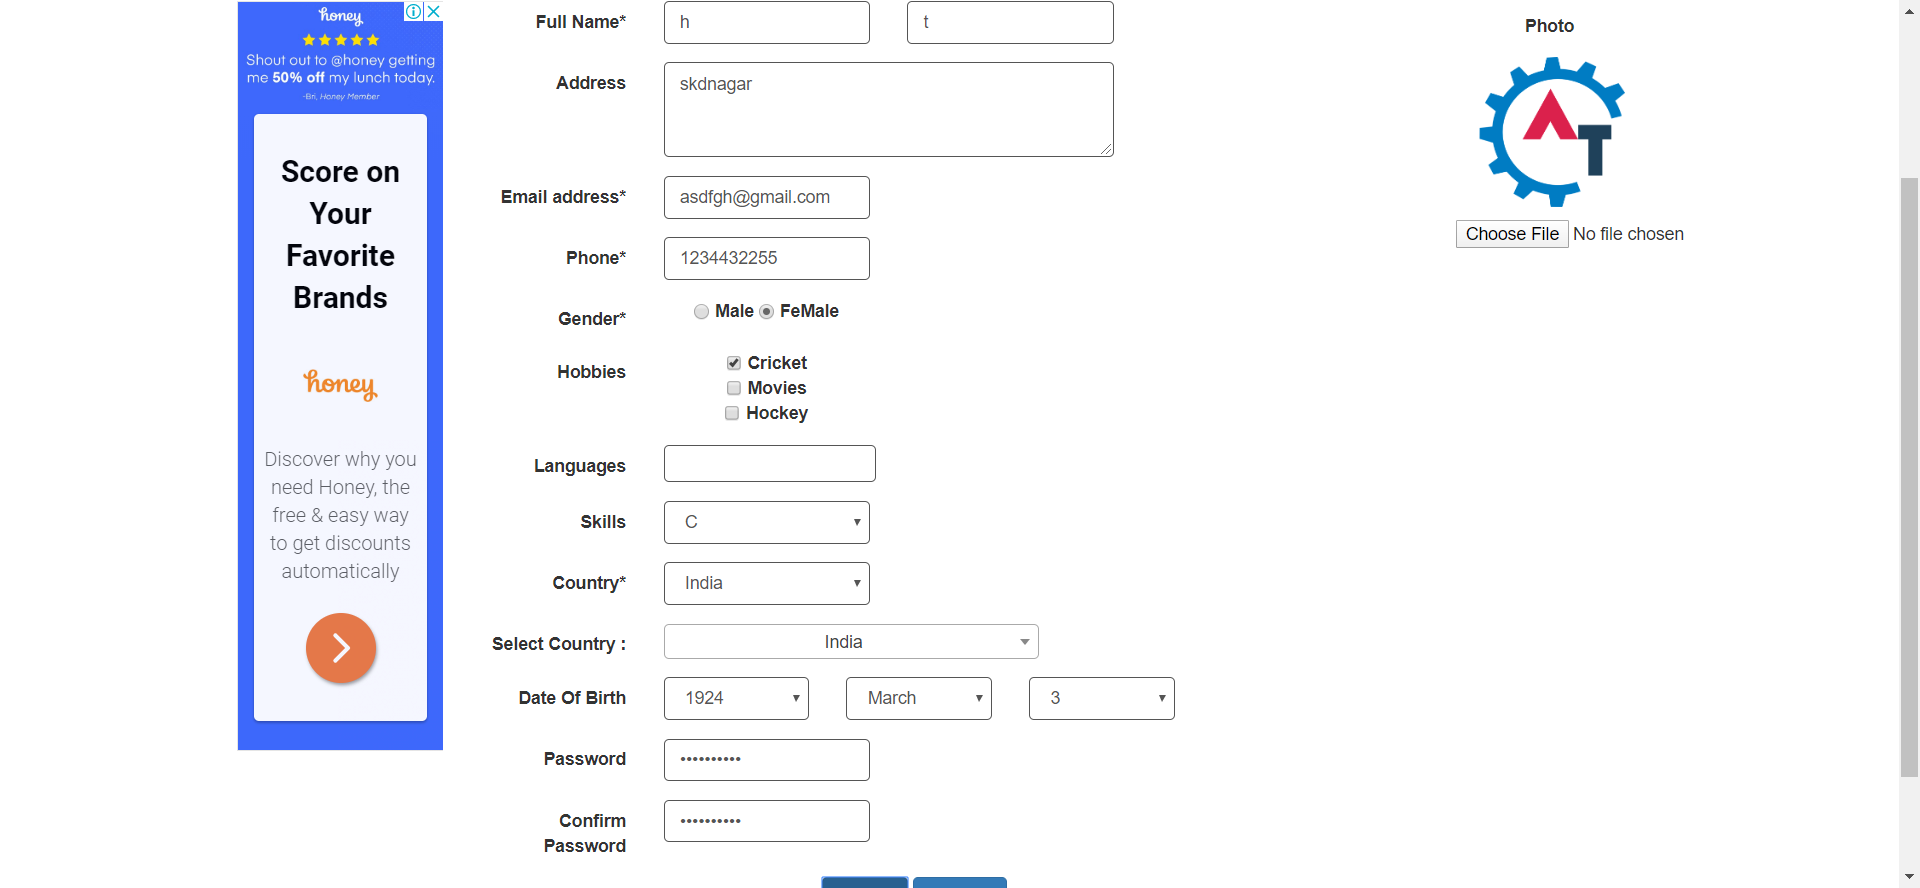 honey
Shout out to @honey getting
me 50% off my lunch today.
-Bri, Honey Member
Score on
Your
Favorite
Brands
honey
Discover why you
need Honey, the
free & easy way
to get discounts
automatically
Full Name* h t
Address skdnagar
Email address* asdfgh@gmail.com
Phone* 1234432255
Gender* Male FeMale
Hobbies Cricket
Movies
Hockey
Languages
Skills C
Country* India
Select Country : India
Date Of Birth 1924 March 3
Password ••••••••••
Confirm
Password ••••••••••
Photo
AT
Choose File No file chosen